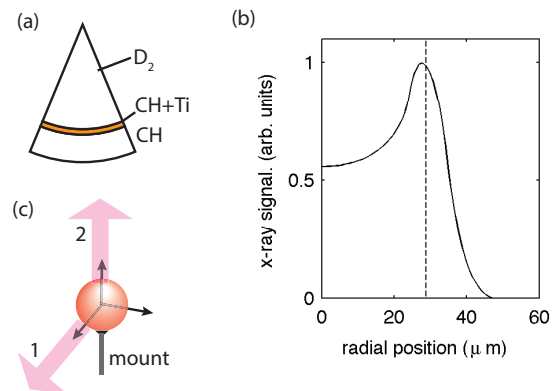 (a)
D₂
CH+Ti
CH
(b)
1
0.5
0
0 20 40 60
x-ray signal. (arb. units)
radial position (μ m)
(c)
2
1
mount